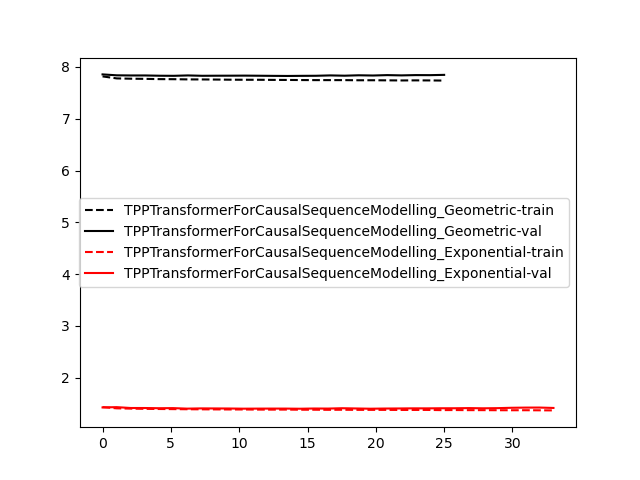 8
7
6
5
4
3
2
TPPTransformerForCausalSequenceModelling_Geometric-train
TPPTransformerForCausalSequenceModelling_Geometric-val
TPPTransformerForCausalSequenceModelling_Exponential-train
TPPTransformerForCausalSequenceModelling_Exponential-val
0 5 10 15 20 25 30